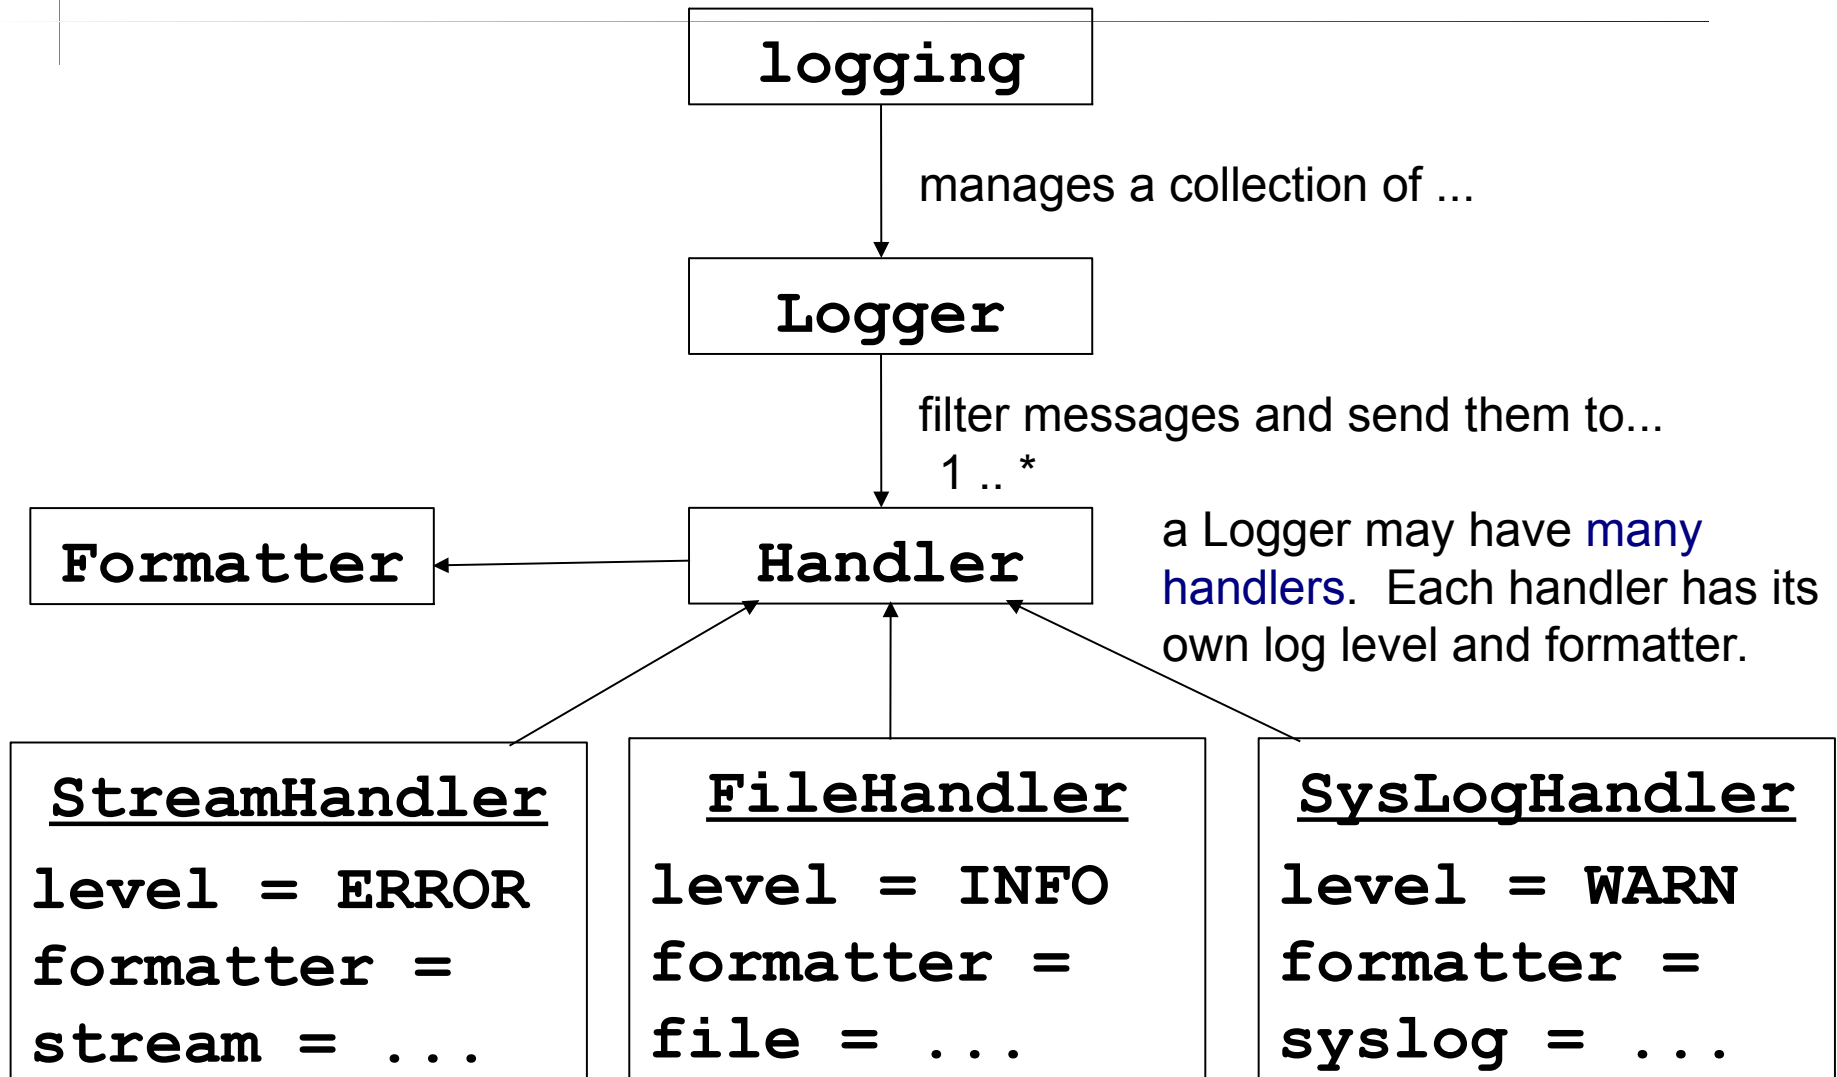 logging
manages a collection of ...
Logger
filter messages and send them to...
1 .. *
Formatter
Handler
a Logger may have many
handlers.  Each handler has its
own log level and formatter.
StreamHandler
level = ERROR
formatter =
stream = ...
FileHandler
level = INFO
formatter =
file = ...
SysLogHandler
level = WARN
formatter =
syslog = ...